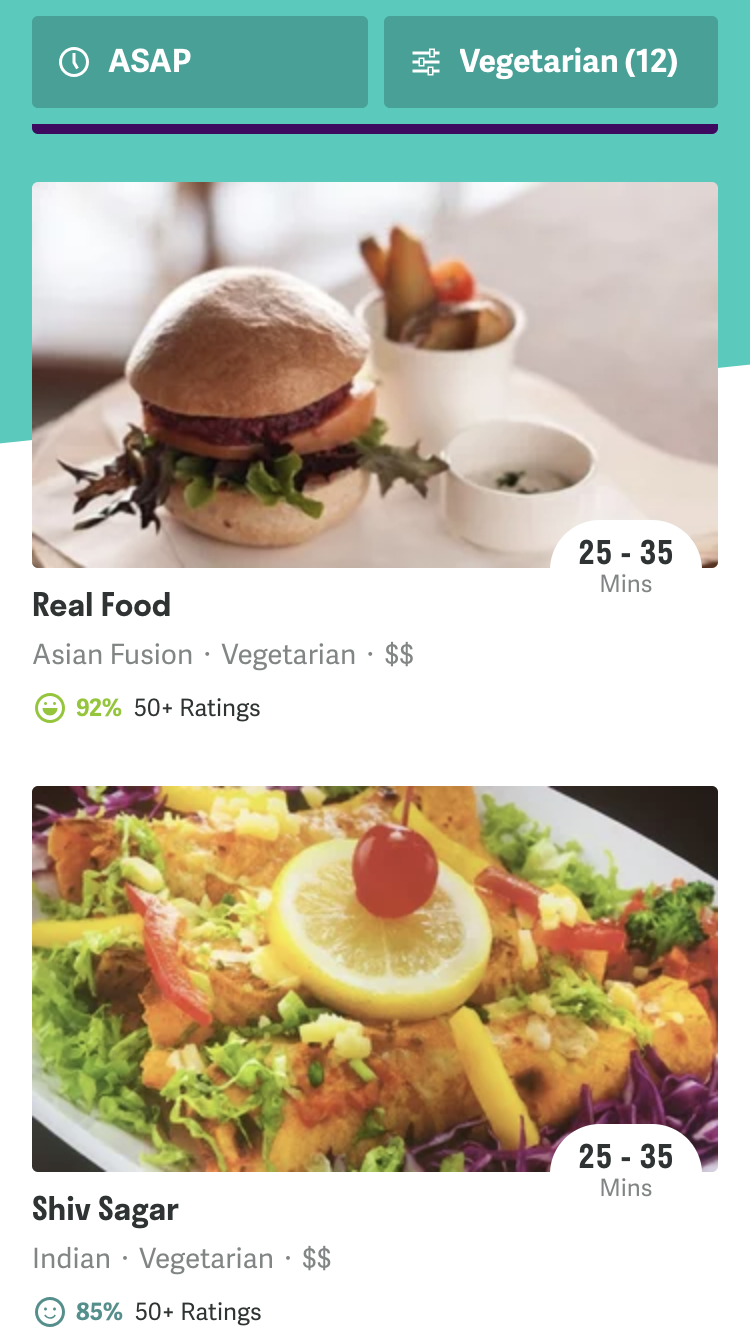 ASAP
Vegetarian (12)
25 - 35
Mins
Real Food
Asian Fusion · Vegetarian · $$
92% 50+ Ratings
25 - 35
Mins
Shiv Sagar
Indian · Vegetarian · $$
85% 50+ Ratings